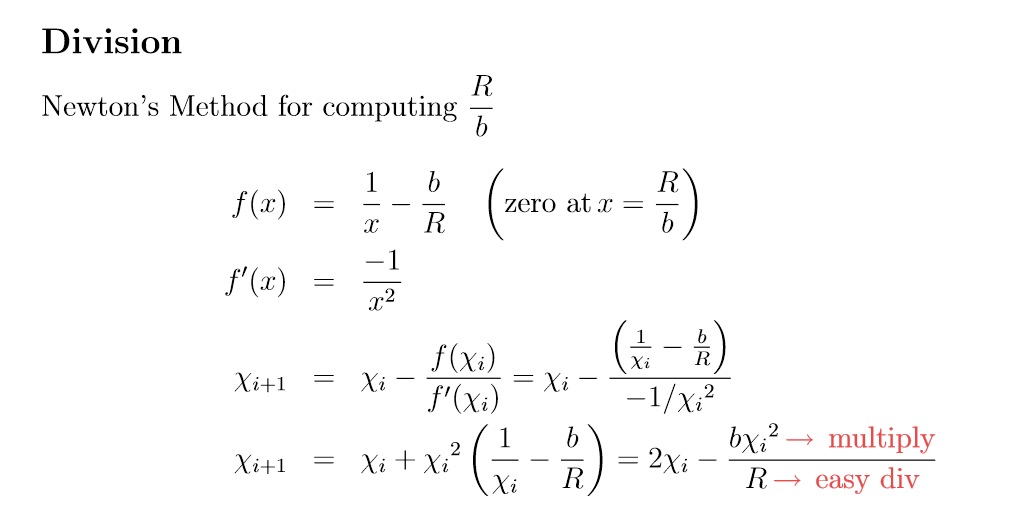 Division
Newton's Method for computing \frac{R}{b}
f(x) = \frac{1}{x} - \frac{b}{R} \left( \text{zero at } x = \frac{R}{b} \right)
f'(x) = \frac{-1}{x^2}
\chi_{i+1} = \chi_i - \frac{f(\chi_i)}{f'(\chi_i)} = \chi_i - \frac{\left( \frac{1}{\chi_i} - \frac{b}{R} \right)}{-1/{\chi_i}^2}
\chi_{i+1} = \chi_i + {\chi_i}^2 \left( \frac{1}{\chi_i} - \frac{b}{R} \right) = 2\chi_i - \frac{b{\chi_i}^2 \rightarrow \text{ multiply}}{R \rightarrow \text{ easy div}}